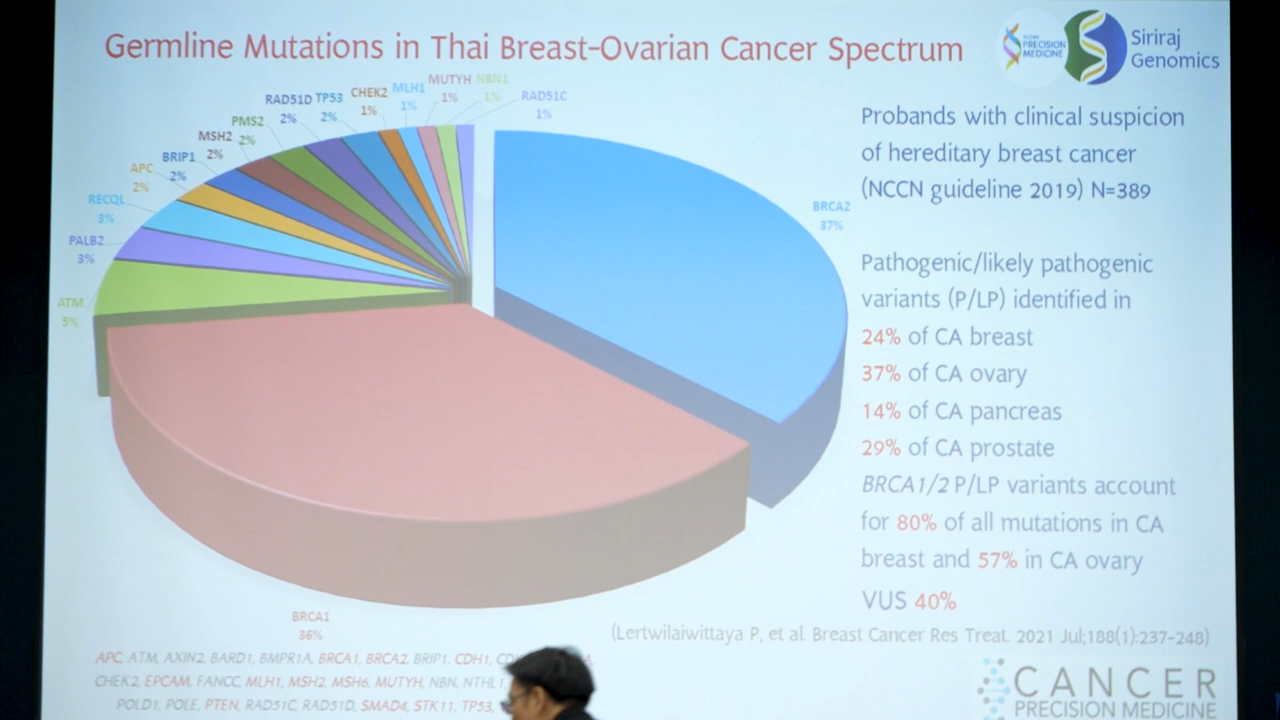 Germline Mutations in Thai Breast-Ovarian Cancer Spectrum
PRECISION
MEDICINE
Siriraj
Genomics
MUTYH
1%
NBN1
1%
MLH1
1%
CHEK2
1%
RAD51C
1%
RAD51D
2%
TP53
2%
PMS2
2%
MSH2
2%
BRIP1
2%
APC
2%
RECQL
3%
PALB2
3%
ATM
5%
BRCA2
37%
BRCA1
36%
Probands with clinical suspicion
of hereditary breast cancer
(NCCN guideline 2019) N=389
Pathogenic/likely pathogenic
variants (P/LP) identified in
24% of CA breast
37% of CA ovary
14% of CA pancreas
29% of CA prostate
BRCA1/2 P/LP variants account
for 80% of all mutations in CA
breast and 57% in CA ovary
VUS 40%
(Lertwilaiwittaya P, et al. Breast Cancer Res Treat. 2021 Jul;188(1):237-248)
APC, ATM, AXIN2, BARD1, BMPR1A, BRCA1, BRCA2, BRIP1, CDH1,
CHEK2, EPCAM, FANCC, MLH1, MSH2, MSH6, MUTYH, NBN, NTHL1
POLD1, POLE, PTEN, RAD51C, RAD51D, SMAD4, STK11, TP53
CANCER
PRECISION MEDICINE